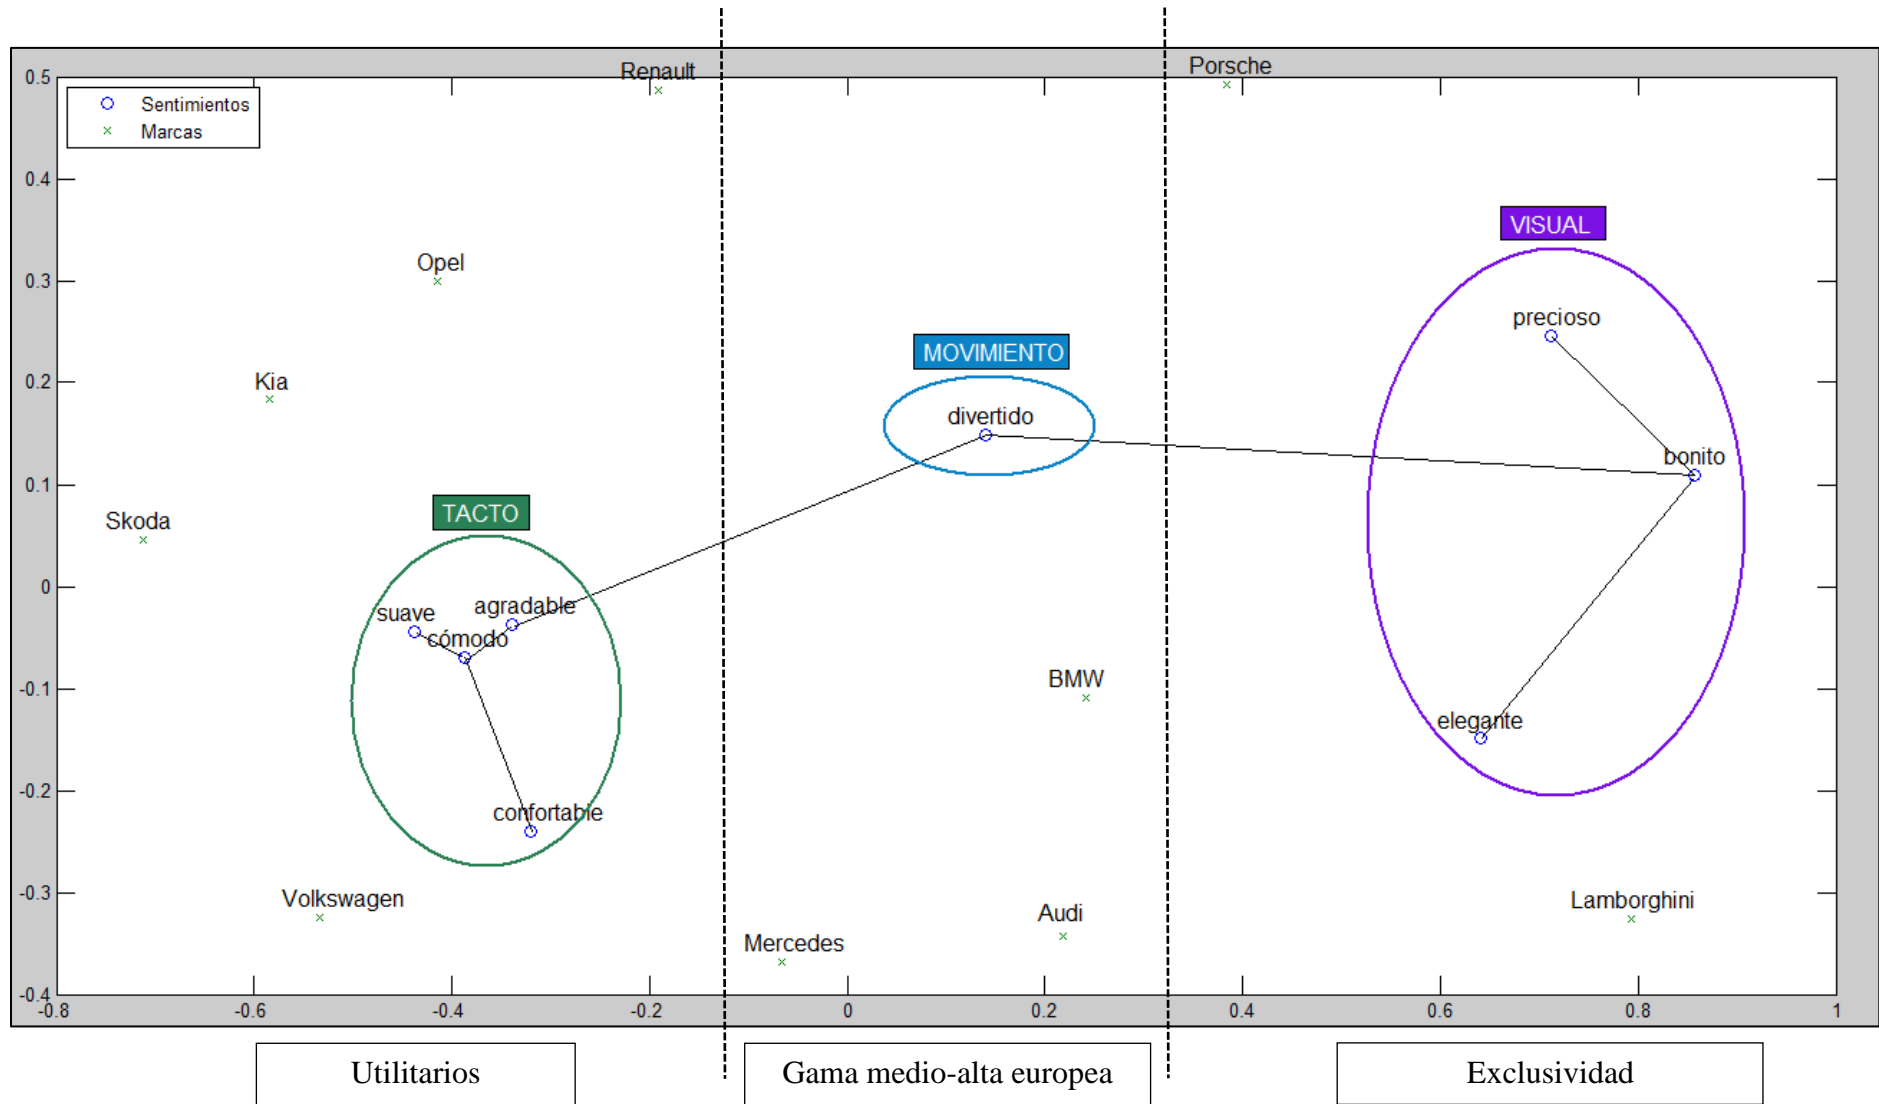 Renault
Porsche
0.5
Sentimientos
Marcas
0.4
VISUAL
Opel
0.3
precioso
MOVIMIENTO
Kia
0.2
divertido
bonito
0.1
TACTO
Skoda
0
suave
agradable
cómodo
BMW
-0.1
elegante
-0.2
confortable
Volkswagen
Lamborghini
-0.3
Audi
Mercedes
-0.4
-0.8 -0.6 -0.4 -0.2 0 0.2 0.4 0.6 0.8 1
Utilitarios
Gama medio-alta europea
Exclusividad